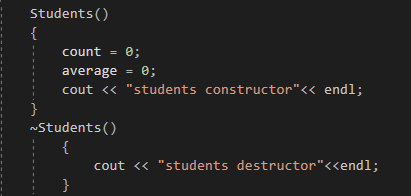 Students()
{
count = 0;
average = 0;
cout << "students constructor"<< endl;
}
~Students()
{
cout << "students destructor"<<endl;
}